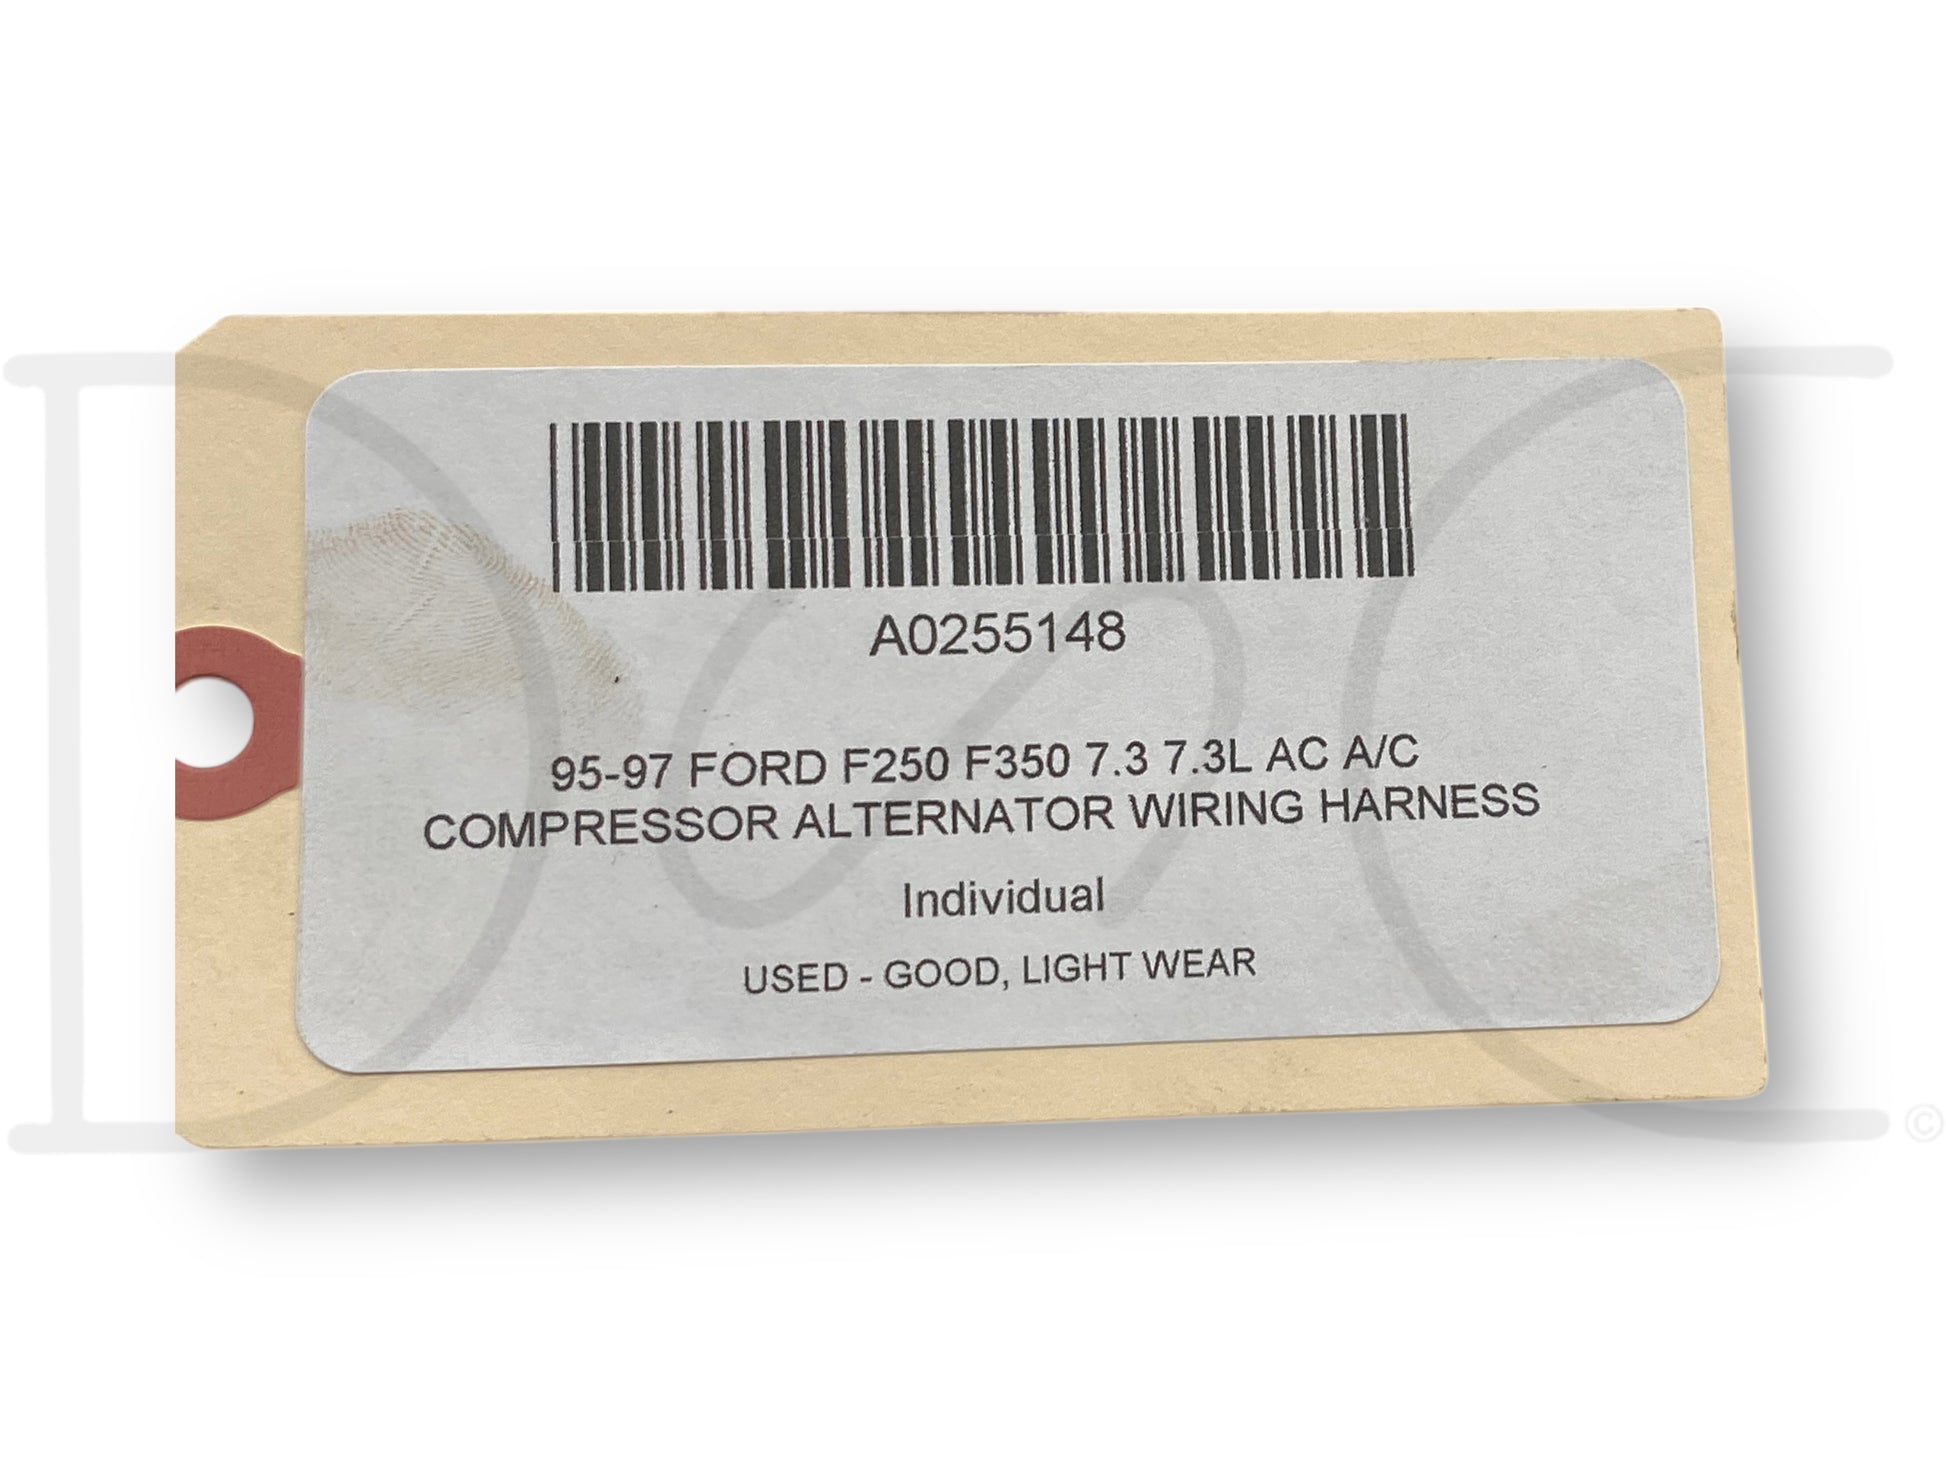 A0255148
95-97 FORD F250 F350 7.3 7.3L AC A/C
COMPRESSOR ALTERNATOR WIRING HARNESS
Individual
USED - GOOD, LIGHT WEAR
©